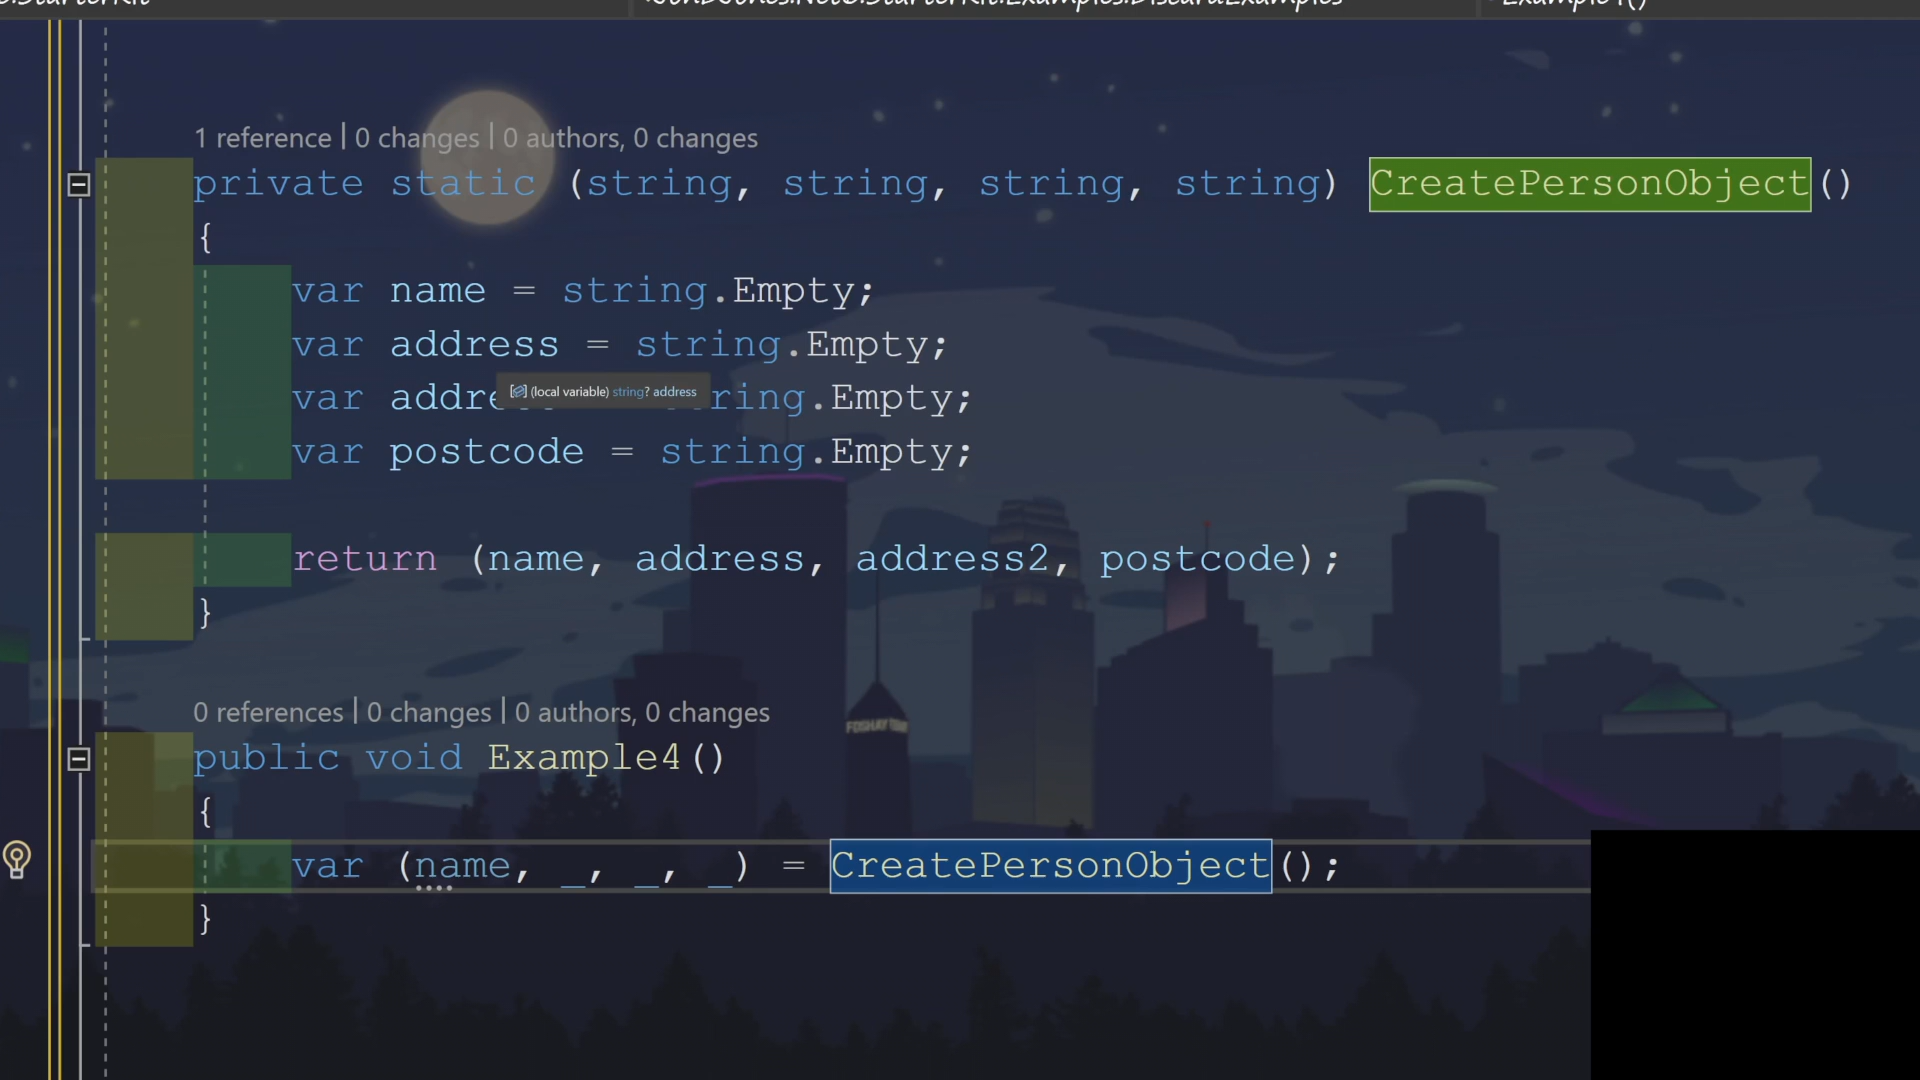 1 reference | 0 changes | 0 authors, 0 changes
private static (string, string, string, string) CreatePersonObject()
{
var name = string.Empty;
var address = string.Empty;
(local variable) string? address
var string.Empty;
var postcode = string.Empty;
return (name, address, address2, postcode);
}
FOSHAY
0 references | 0 changes | 0 authors, 0 changes
public void Example4()
{
var (name, _, _, _) = CreatePersonObject();
}